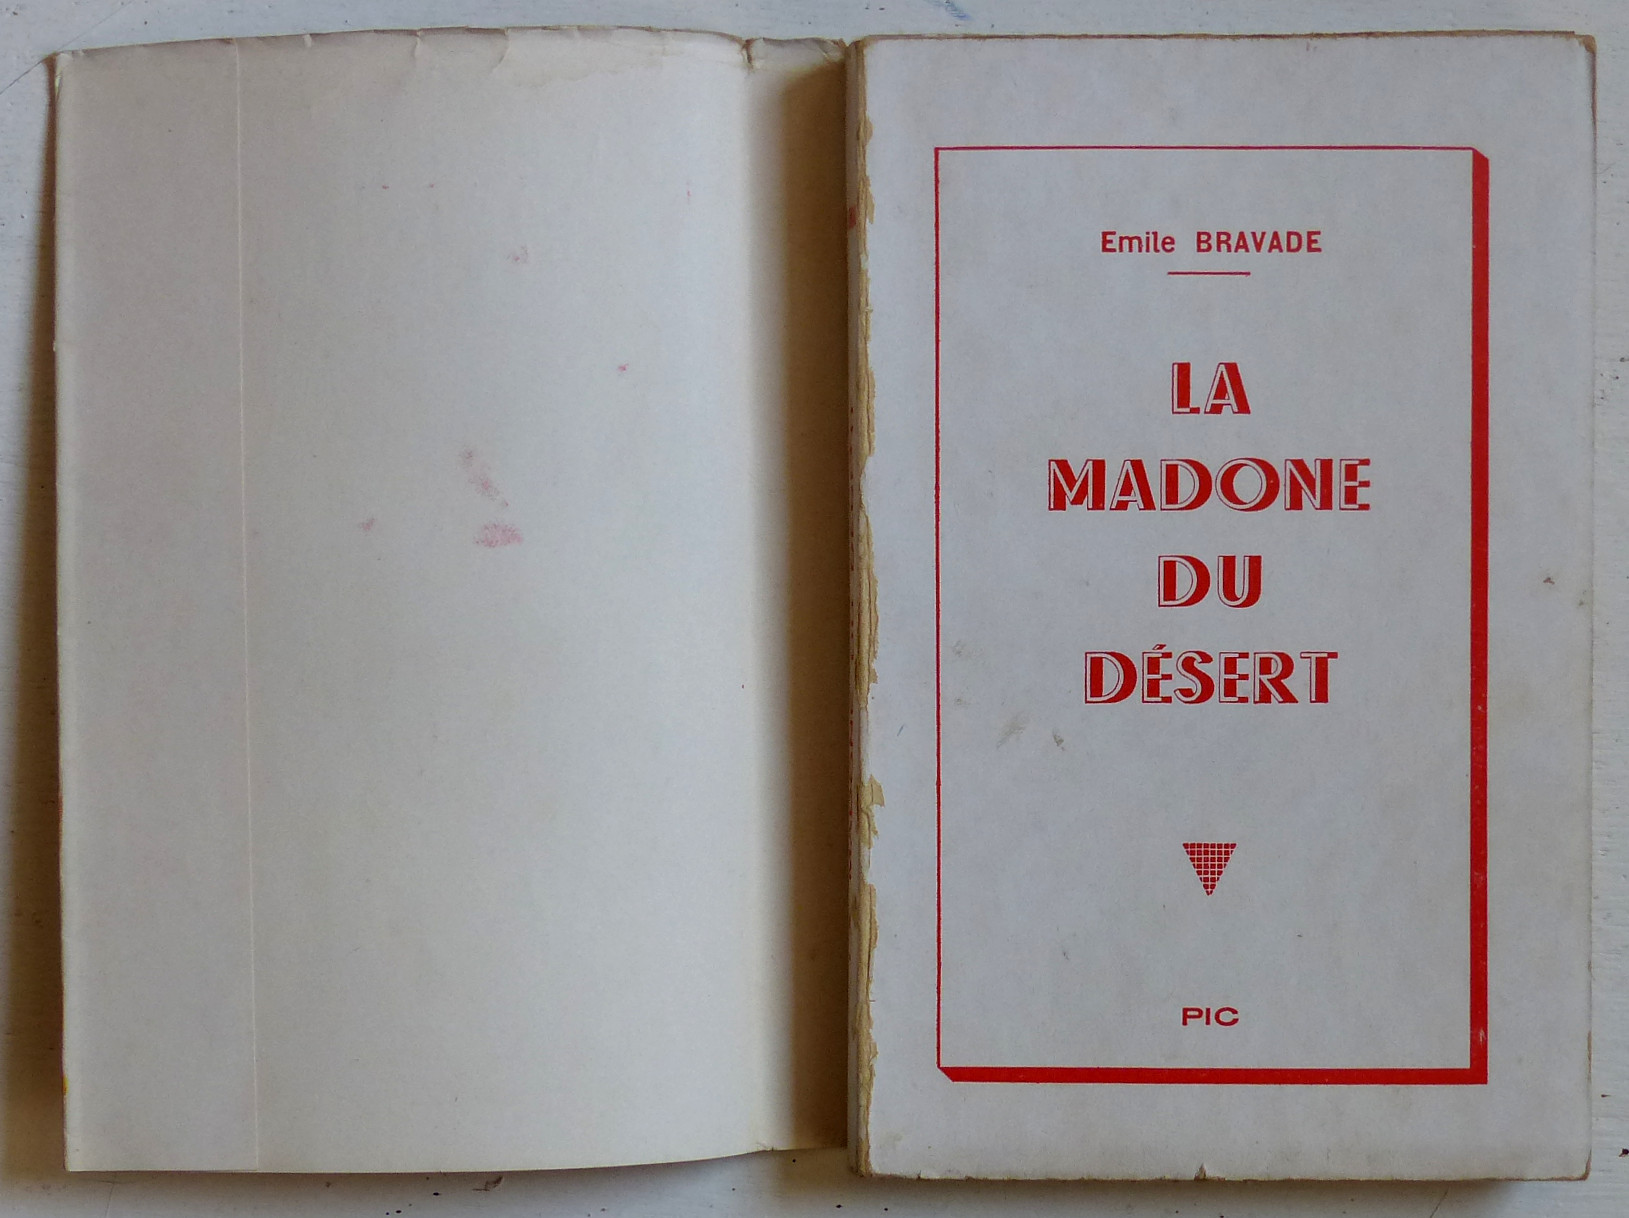 Emile BRAVADE
LA
MADONE
DU
DÉSERT
PIC